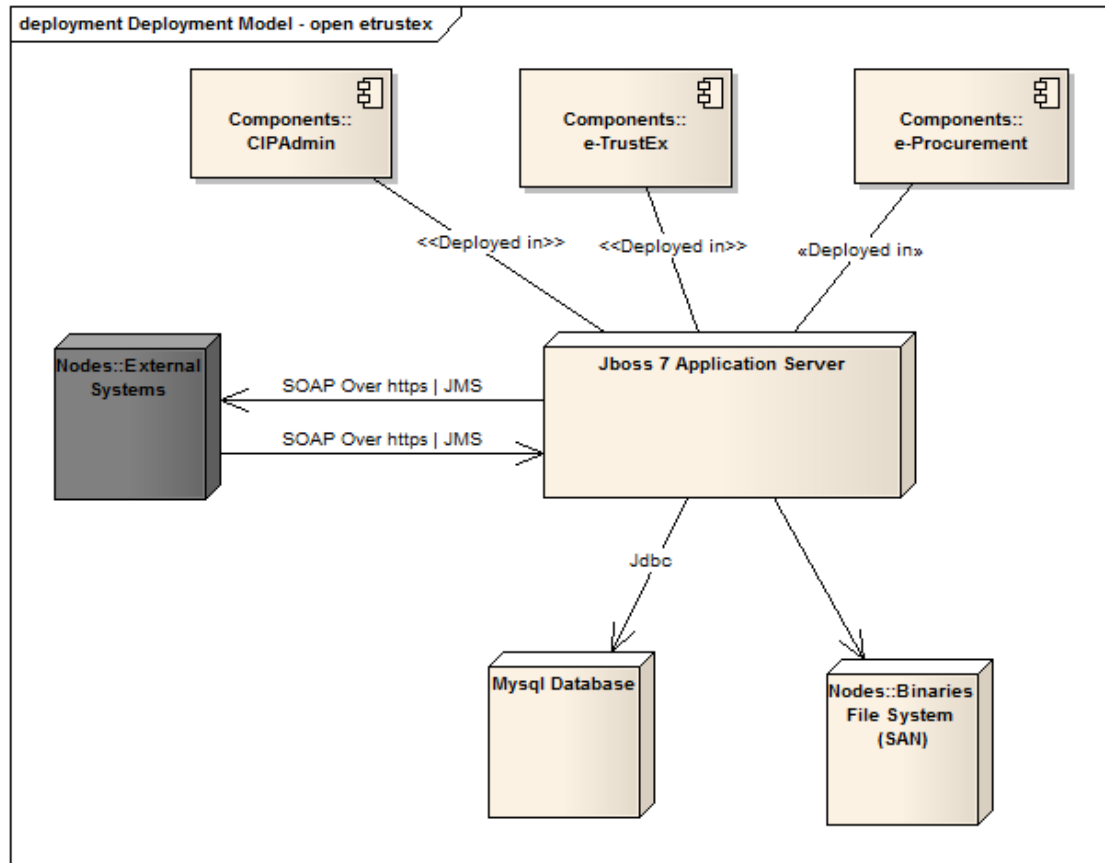 deployment Deployment Model - open etrustex
Components::
CIPAdmin
Components::
e-TrustEx
Components::
e-Procurement
<<Deployed in>>
<<Deployed in>>
«Deployed in»
Nodes::External
Systems
Jboss 7 Application Server
SOAP Over https | JMS
SOAP Over https | JMS
Jdbc
Mysql Database
Nodes::Binaries
File System
(SAN)